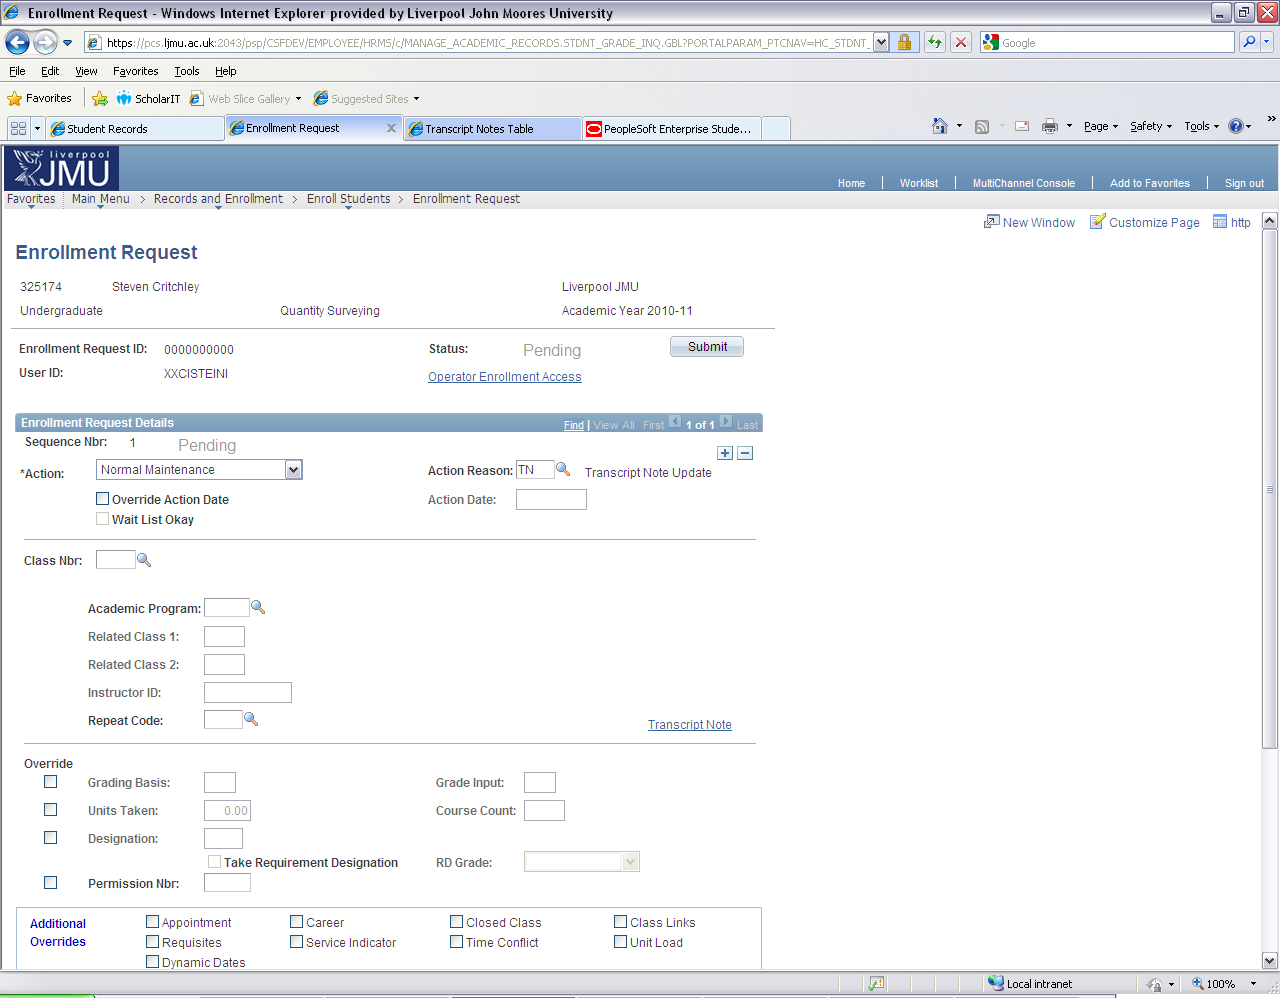 Enrollment Request - Windows Internet Explorer provided by Liverpool John Moores University
https://pcs.ljmu.ac.uk:2043/psp/CSFDEV/EMPLOYEE/HRMS/c/MANAGE_ACADEMIC_RECORDS.STDNT_GRADE_INQ.GBL?PORTALPARAM_PTCNAV=HC_STDNT_ Google
File Edit View Favorites Tools Help
Favorites ScholarIT Web Slice Gallery Suggested Sites
Student Records Enrollment Request Transcript Notes Table PeopleSoft Enterprise Stude... Page Safety Tools
liverpool
JMU
Home Worklist MultiChannel Console Add to Favorites Sign out
Favorites Main Menu > Records and Enrollment > Enroll Students > Enrollment Request
New Window Customize Page http
Enrollment Request
325174 Steven Critchley Liverpool JMU
Undergraduate Quantity Surveying Academic Year 2010-11
Enrollment Request ID: 0000000000 Status: Pending Submit
User ID: XXCISTEINI Operator Enrollment Access
Enrollment Request Details Find | View All First 1 of 1 Last
Sequence Nbr: 1 Pending
*Action: Normal Maintenance Action Reason: TN Transcript Note Update
Override Action Date Action Date:
Wait List Okay
Class Nbr:
Academic Program:
Related Class 1:
Related Class 2:
Instructor ID:
Repeat Code: Transcript Note
Override
Grading Basis: Grade Input:
Units Taken: 0.00 Course Count:
Designation:
Take Requirement Designation RD Grade:
Permission Nbr:
Additional Overrides Appointment Career Closed Class Class Links
Requisites Service Indicator Time Conflict Unit Load
Dynamic Dates
Local intranet 100%